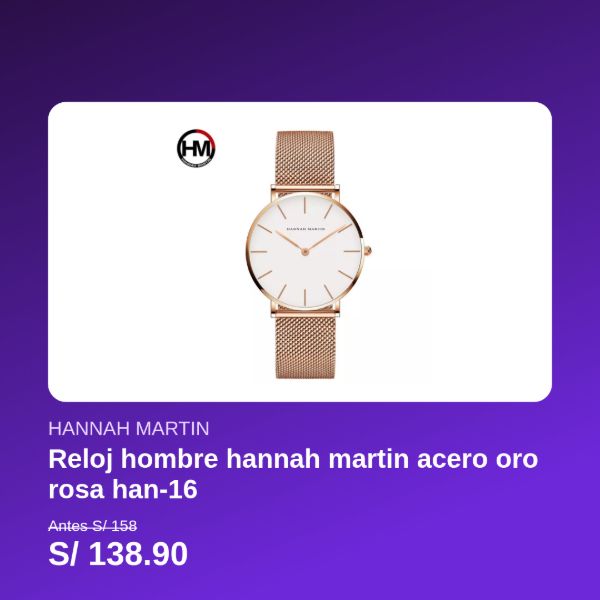 HM
HANNAH MARTIN
HANNAH MARTIN
Reloj hombre hannah martin acero oro
rosa han-16
Antes S/ 158
S/ 138.90